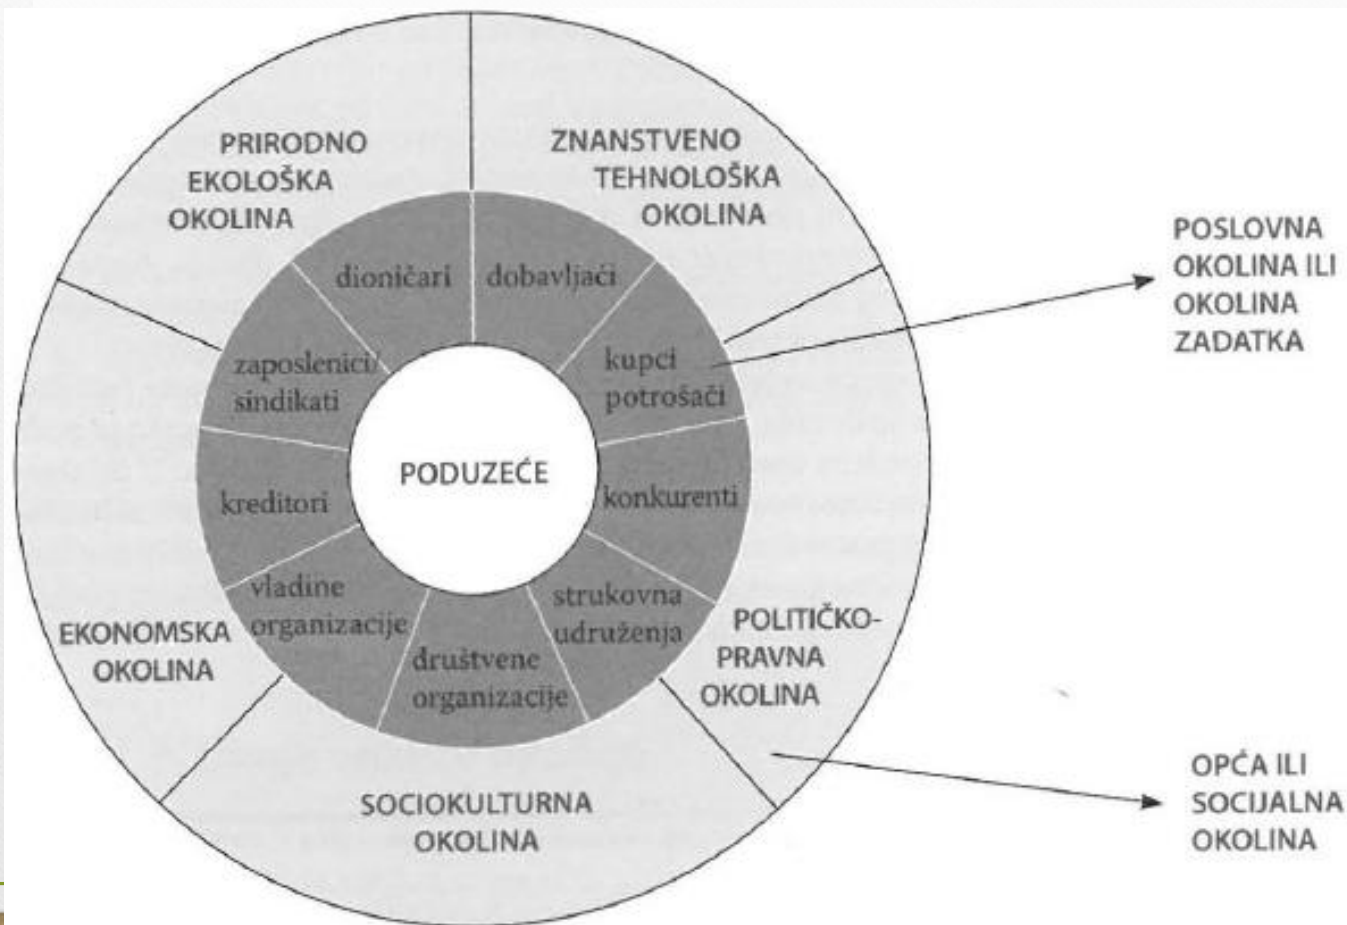 PRIRODNO
EKOLOŠKA
OKOLINA
ZNANSTVENO
TEHNOLOŠKA
OKOLINA
POSLOVNA
OKOLINA ILI
OKOLINA
ZADATKA
dioničari
dobavljaći
zaposlenici/
sindikati
kupci
potrošači
PODUZEĆE
kreditori
konkurenti
vladine
organizacije
strukovna
udruženja
društvene
organizacije
EKONOMSKA
OKOLINA
POLITIČKO-
PRAVNA
OKOLINA
SOCIOKULTURNA
OKOLINA
OPĆA ILI
SOCIJALNA
OKOLINA